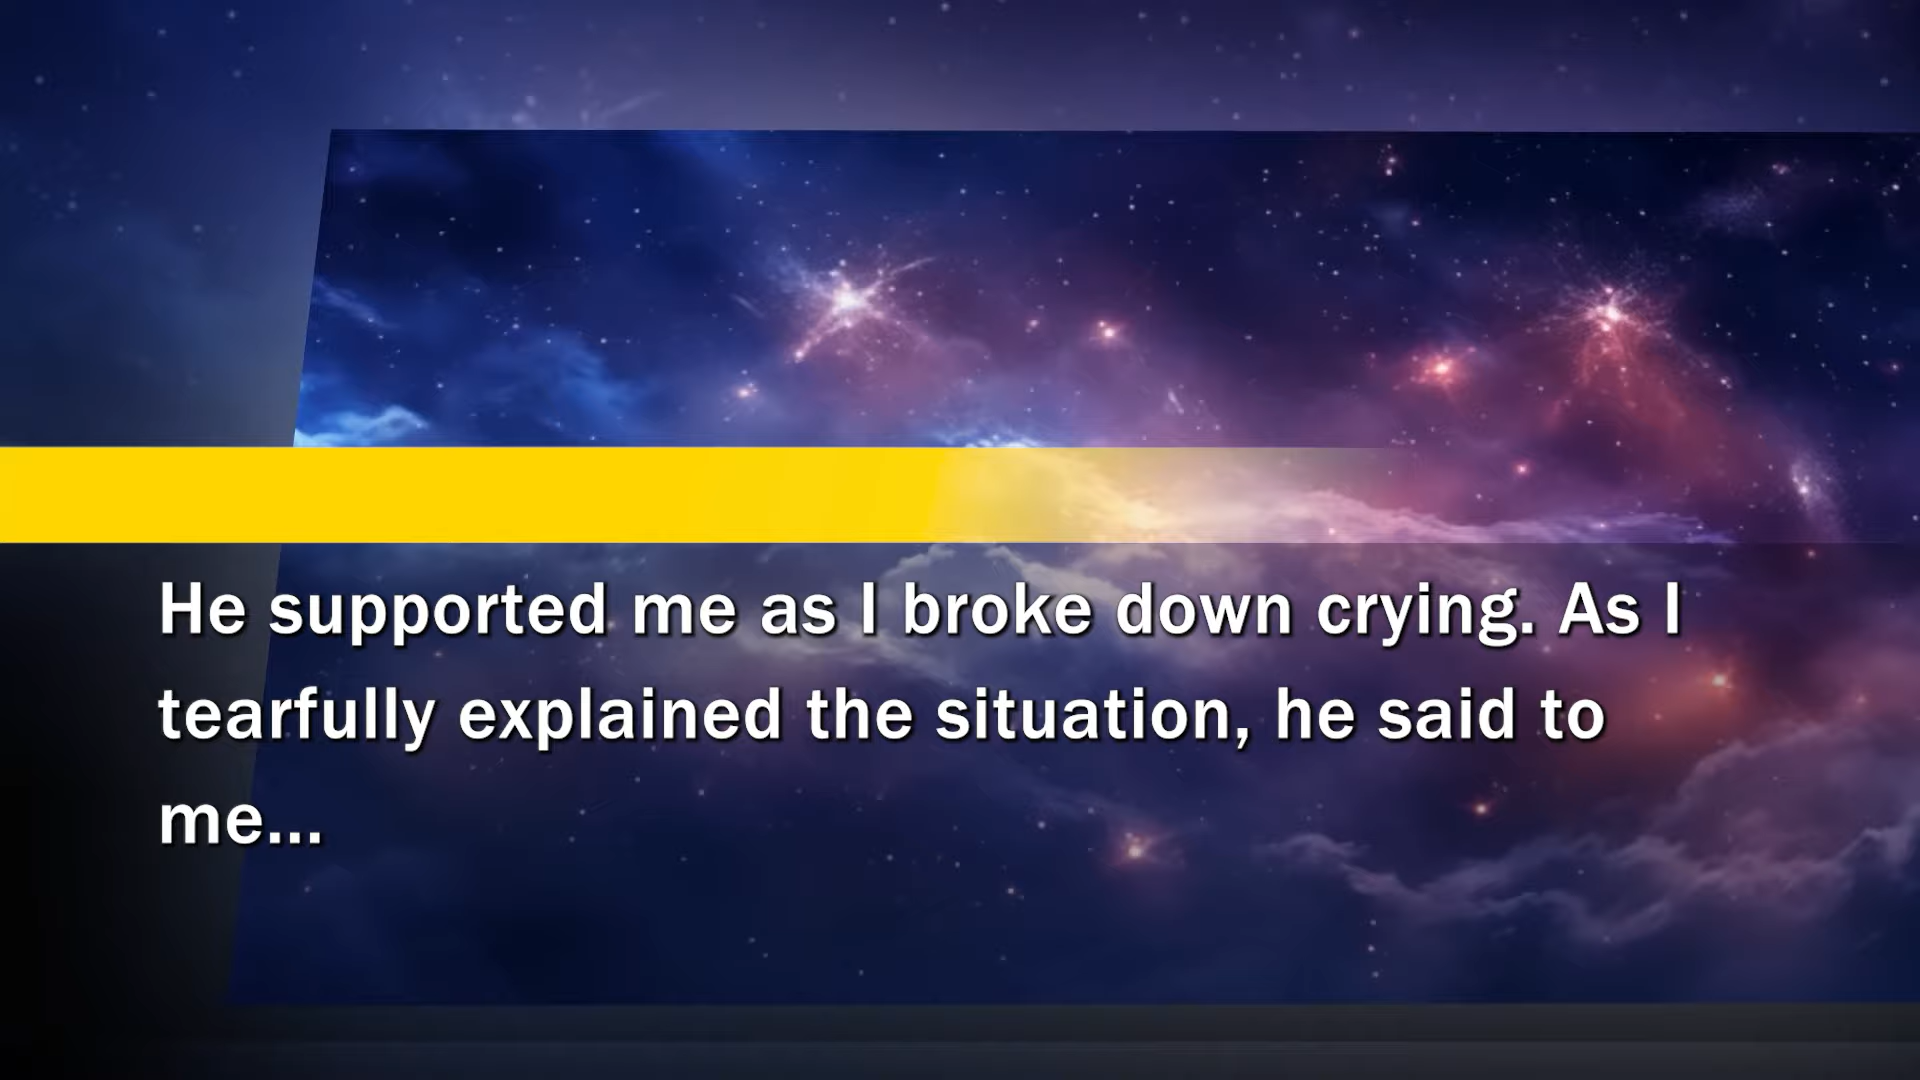 He supported me as I broke down crying. As I
tearfully explained the situation, he said to
me...